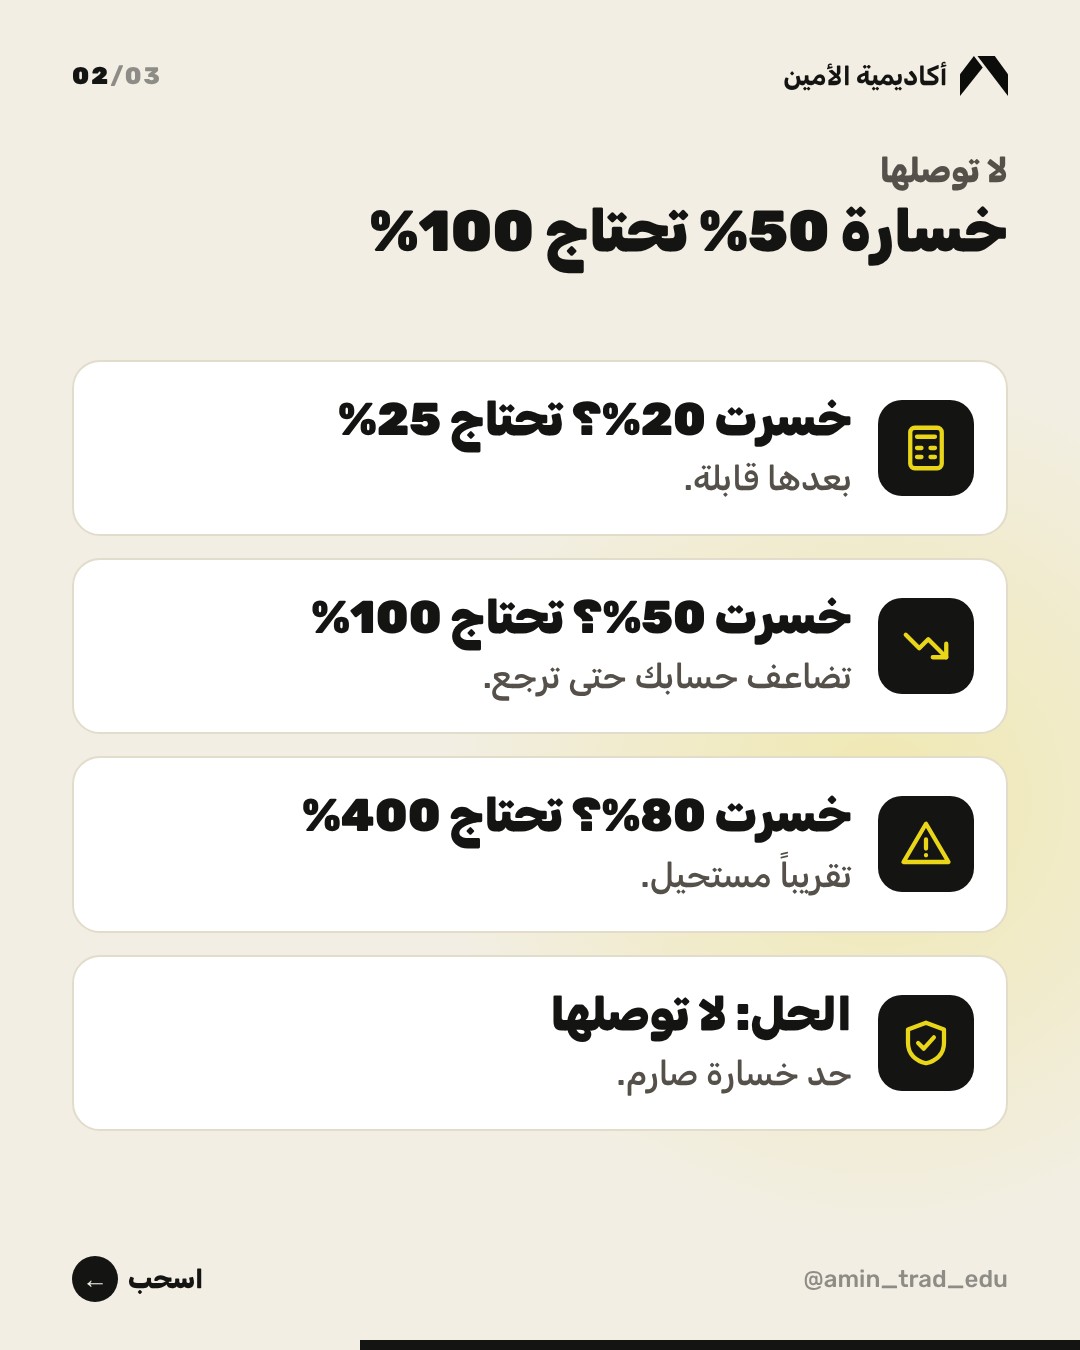 أكاديمية الأمين
02/03
لا توصلها
خسارة 50% تحتاج 100%
خسرت 20%؟ تحتاج 25%
بعدها قابلة.
خسرت 50%؟ تحتاج 100%
تضاعف حسابك حتى ترجع.
خسرت 80%؟ تحتاج 400%
تقريباً مستحيل.
الحل: لا توصلها
حد خسارة صارم.
@amin_trad_edu
اسحب ←